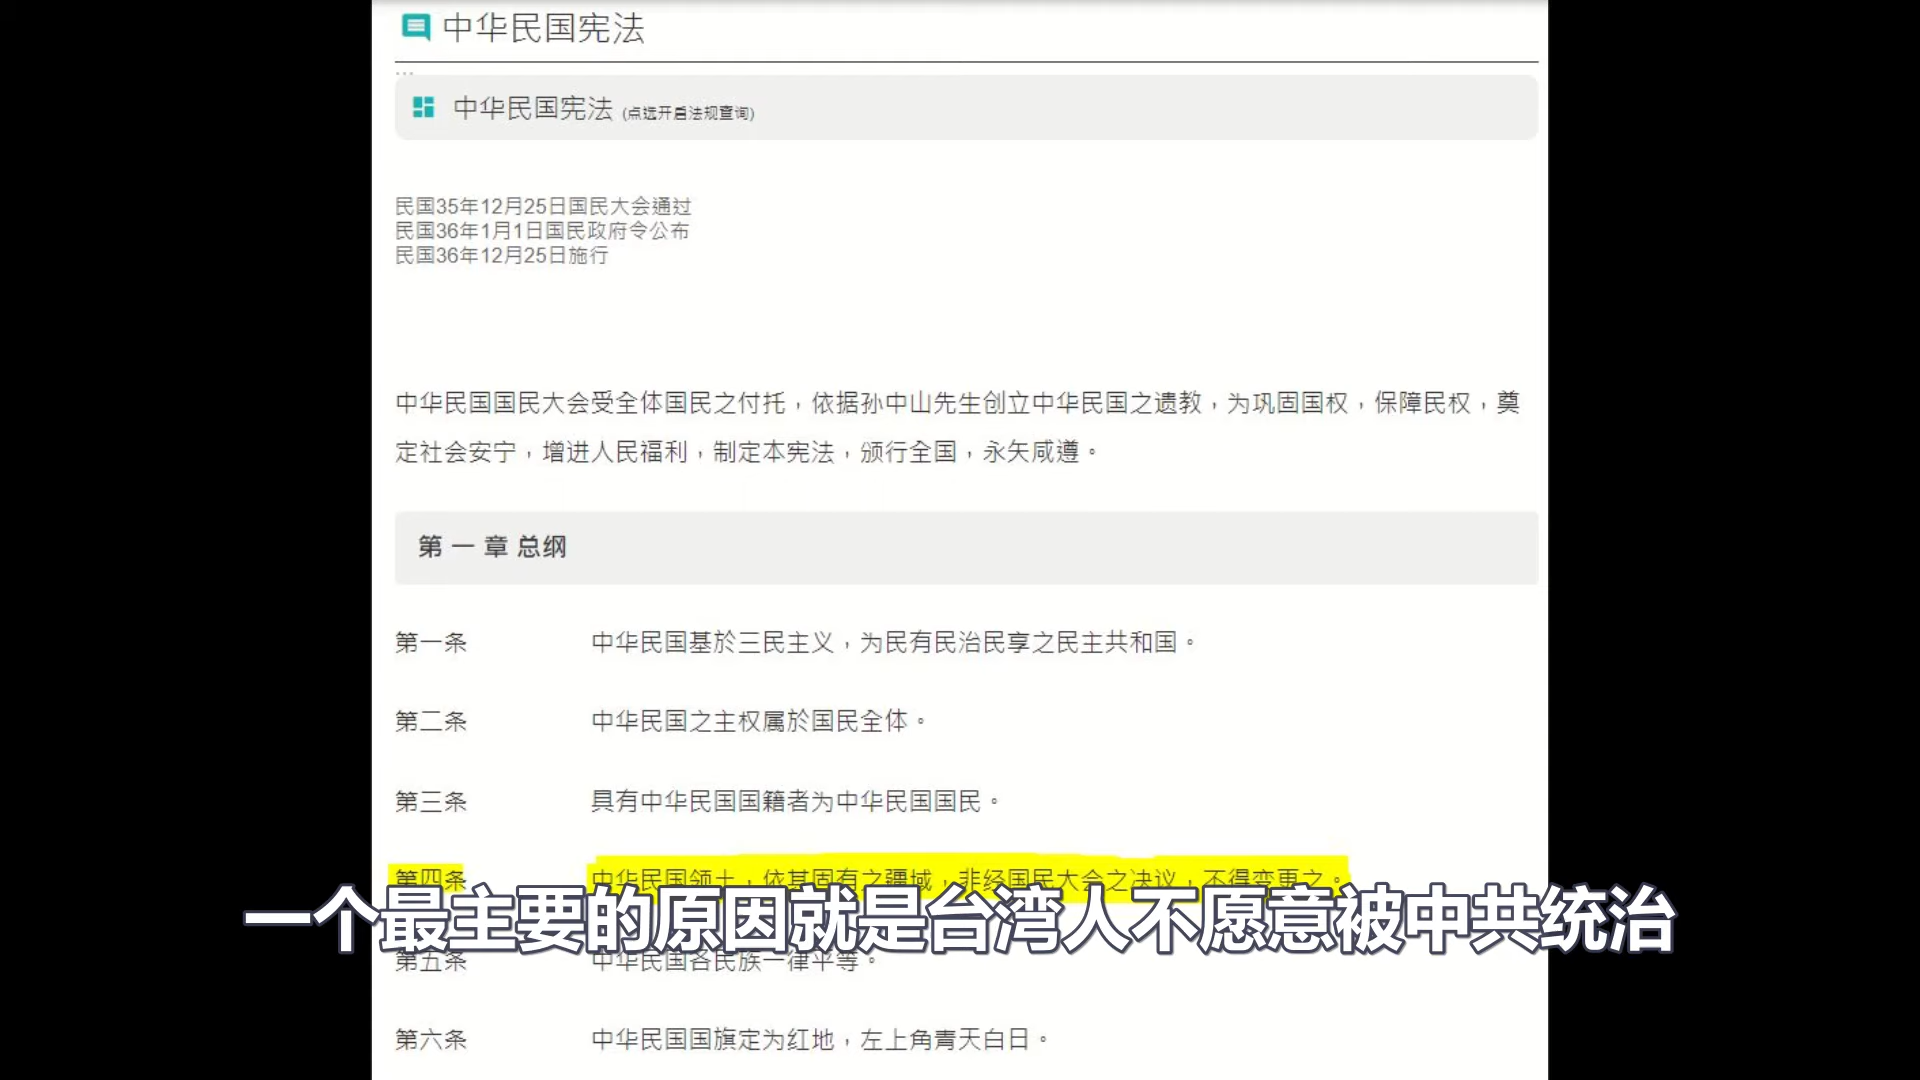 中华民国宪法
中华民国宪法 (点选开启法规查询)
民国35年12月25日国民大会通过
民国36年1月1日国民政府令公布
民国36年12月25日施行
中华民国国民大会受全体国民之付托，依据孙中山先生创立中华民国之遗教，为巩固国权，保障民权，奠
定社会安宁，增进人民福利，制定本宪法，颁行全国，永矢咸遵。
第 一 章 总纲
第一条 中华民国基於三民主义，为民有民治民享之民主共和国。
第二条 中华民国之主权属於国民全体。
第三条 具有中华民国国籍者为中华民国国民。
第四条 中华民国领土，依其固有之疆域，非经国民大会之决议，不得变更之。
一个最主要的原因就是台湾人不愿意被中共统治
第五条 中华民国各民族一律平等。
第六条 中华民国国旗定为红地，左上角青天白日。